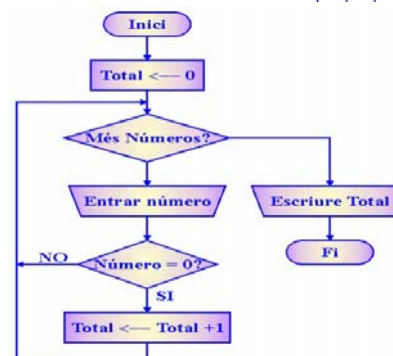 Inici
Total <--- 0
Més Números?
Entrar número
Escriure Total
Fi
Número = 0?
NO
SI
Total <--- Total +1